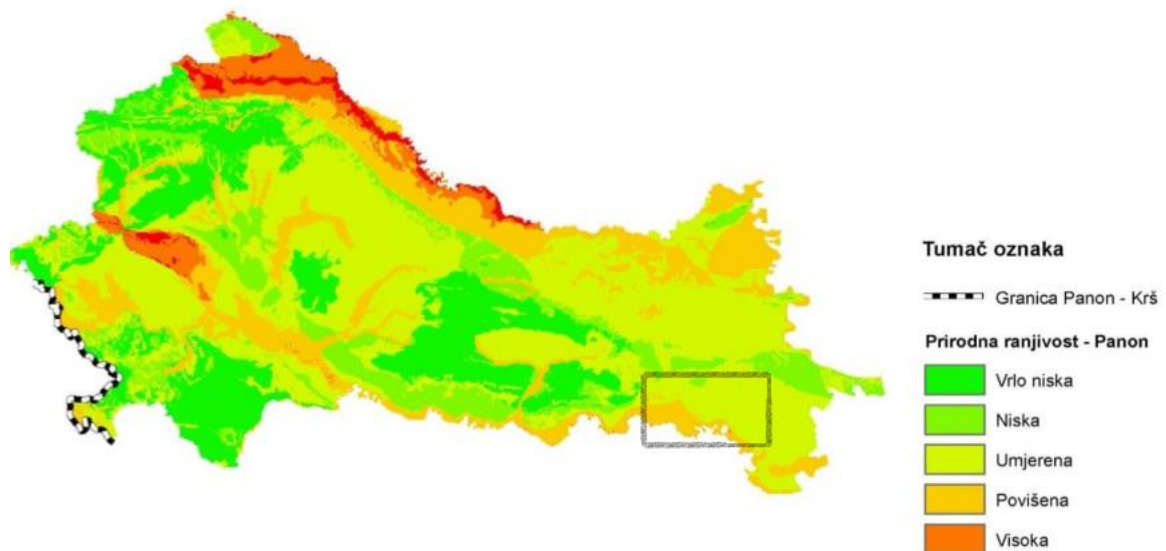 Tumač oznaka
Granica Panon - Krš
Prirodna ranjivost - Panon
Vrlo niska
Niska
Umjerena
Povišena
Visoka